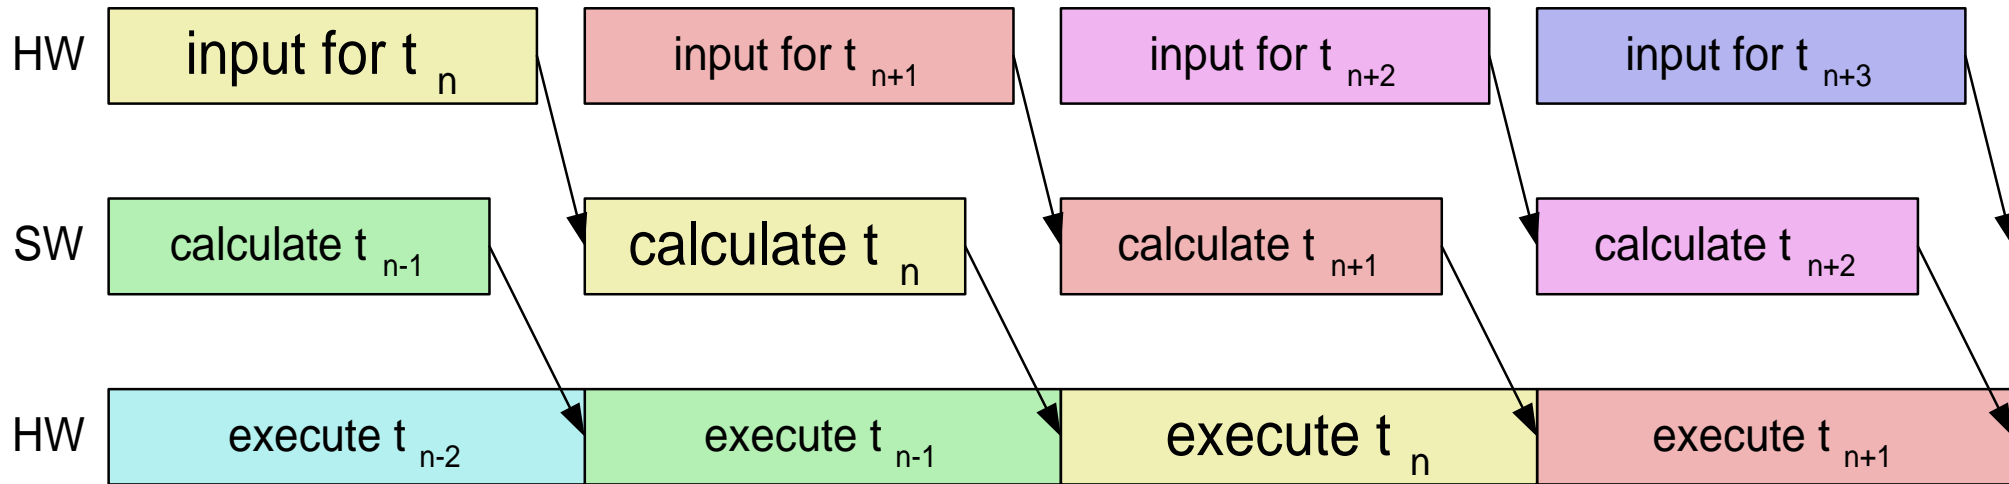 HW input for t n input for t n+1 input for t n+2 input for t n+3
SW calculate t n-1 calculate t n calculate t n+1 calculate t n+2
HW execute t n-2 execute t n-1 execute t n execute t n+1